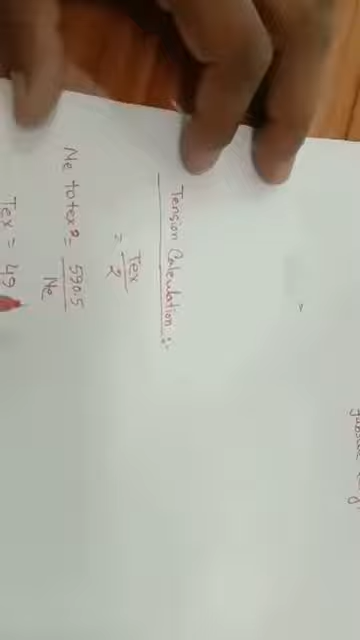 Tension Calculation :-
= Tex / 2
Ne to tex = 590.5 / Ne
Tex = 49